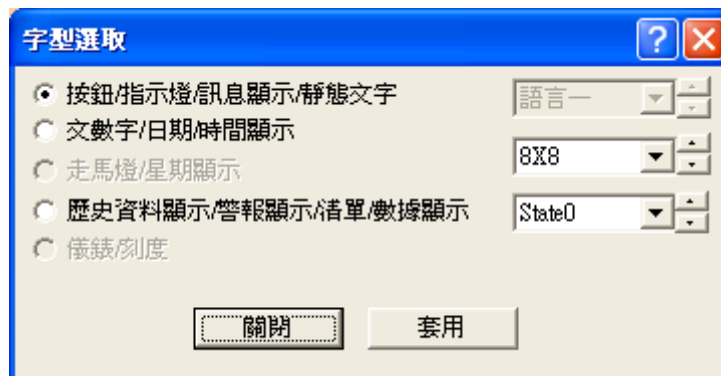 字型選取
按鈕/指示燈/訊息顯示/靜態文字
語言一
文數字/日期/時間顯示
8X8
走馬燈/星期顯示
歷史資料顯示/警報顯示/清單/數據顯示
State0
儀錶/刻度
關閉
套用